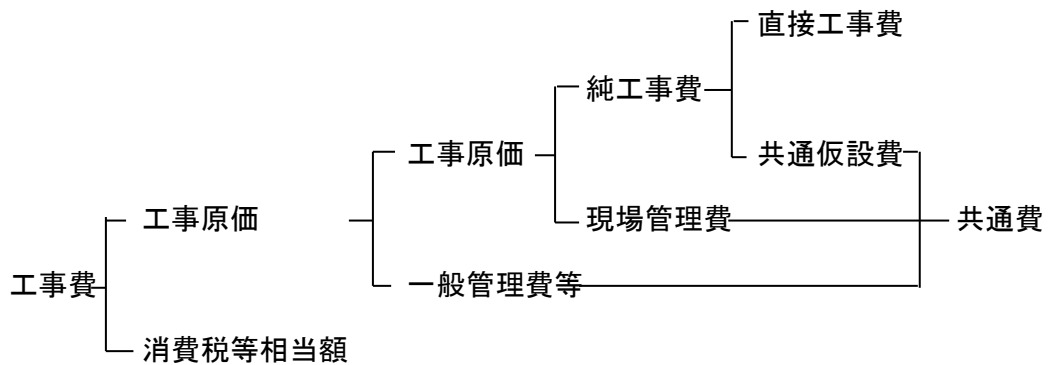 直接工事費
純工事費
工事原価
共通仮設費
工事原価
現場管理費
共通費
工事費
一般管理費等
消費税等相当額